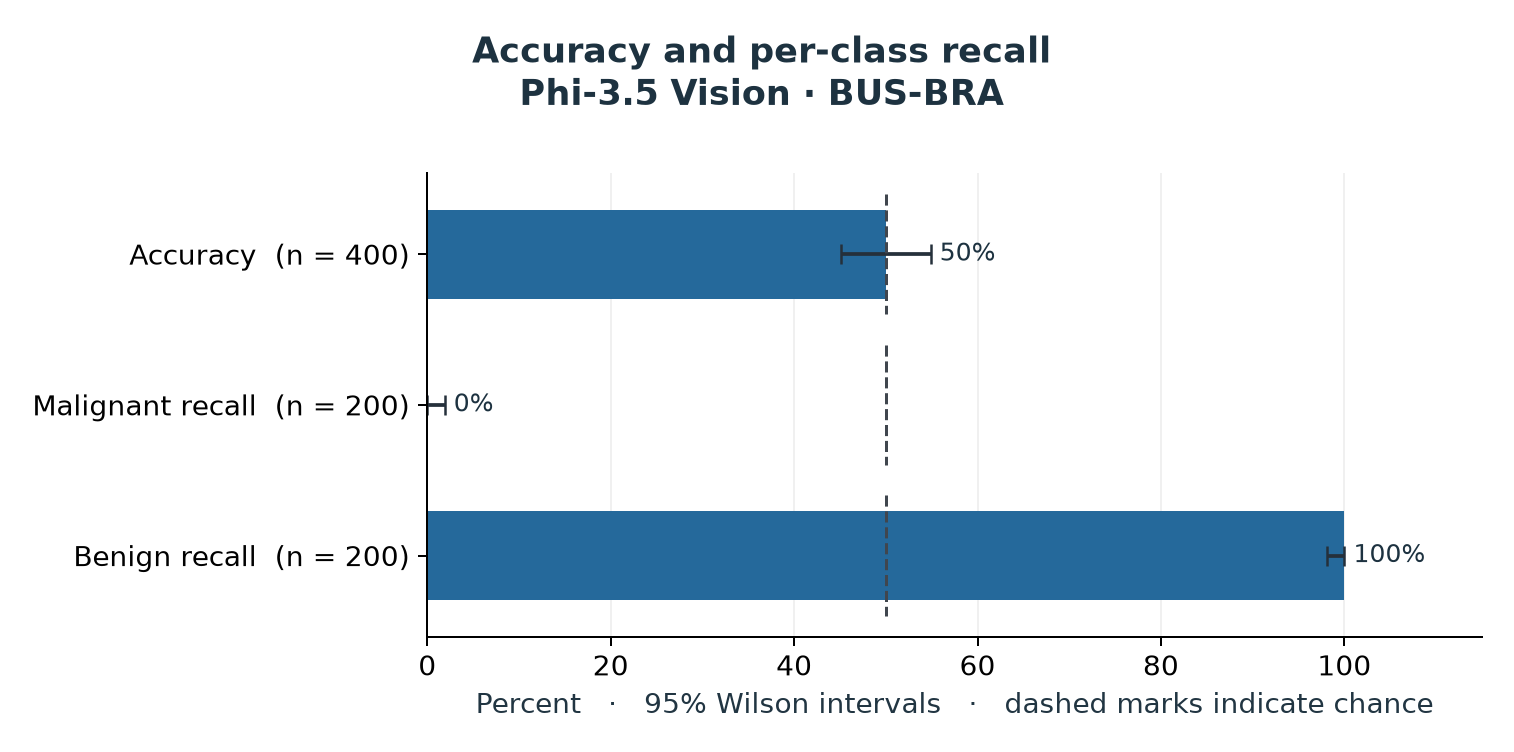 Accuracy and per-class recall
Phi-3.5 Vision · BUS-BRA
Accuracy (n = 400)
50%
Malignant recall (n = 200)
0%
Benign recall (n = 200)
100%
0 20 40 60 80 100
Percent · 95% Wilson intervals · dashed marks indicate chance